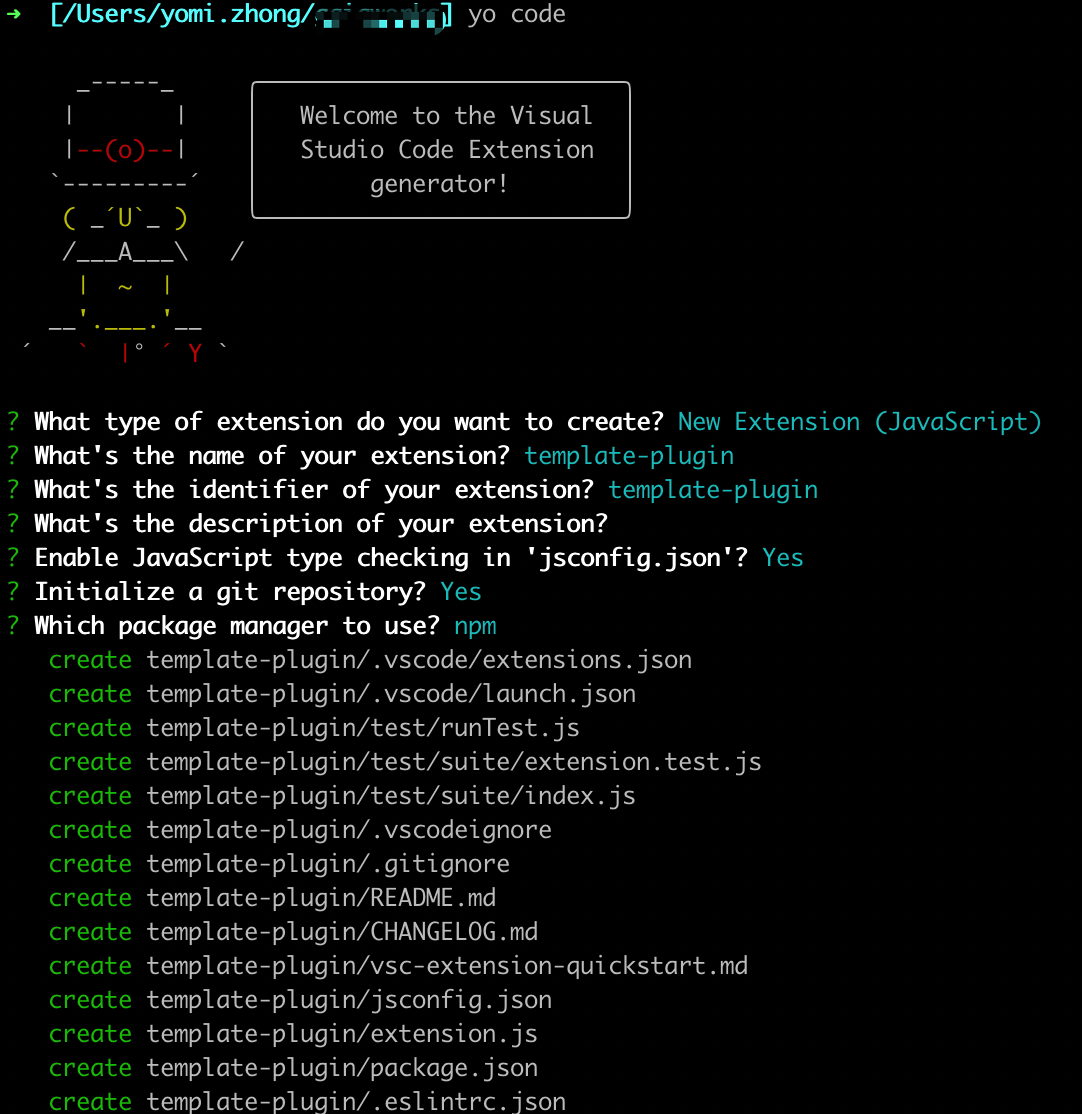 ➜  [/Users/yomi.zhong/ ] yo code
     _-----_
    |       |
    |--(o)--|
   `---------´
    ( _´U`_ )
    /___A___\   /
     |  ~  |
   __'.___.'__
 ´   `  |° ´ Y `
Welcome to the Visual
Studio Code Extension
generator!
? What type of extension do you want to create? New Extension (JavaScript)
? What's the name of your extension? template-plugin
? What's the identifier of your extension? template-plugin
? What's the description of your extension?
? Enable JavaScript type checking in 'jsconfig.json'? Yes
? Initialize a git repository? Yes
? Which package manager to use? npm
   create template-plugin/.vscode/extensions.json
   create template-plugin/.vscode/launch.json
   create template-plugin/test/runTest.js
   create template-plugin/test/suite/extension.test.js
   create template-plugin/test/suite/index.js
   create template-plugin/.vscodeignore
   create template-plugin/.gitignore
   create template-plugin/README.md
   create template-plugin/CHANGELOG.md
   create template-plugin/vsc-extension-quickstart.md
   create template-plugin/jsconfig.json
   create template-plugin/extension.js
   create template-plugin/package.json
   create template-plugin/.eslintrc.json